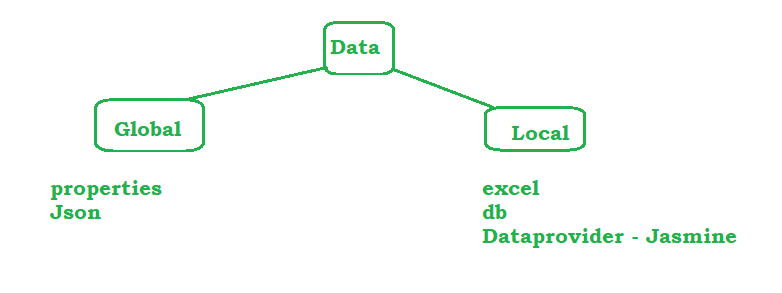 Data
Global
Local
properties
Json
excel
db
Dataprovider - Jasmine